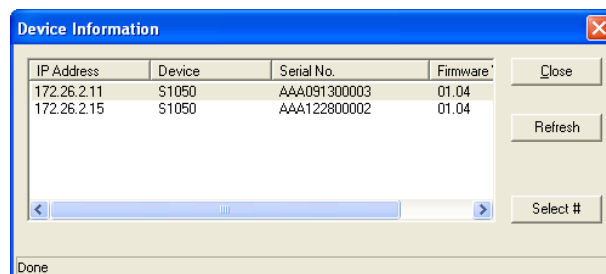 Device Information
IP Address Device Serial No. Firmware
172.26.2.11 S1050 AAA091300003 01.04
172.26.2.15 S1050 AAA122800002 01.04
Close
Refresh
Select #
Done